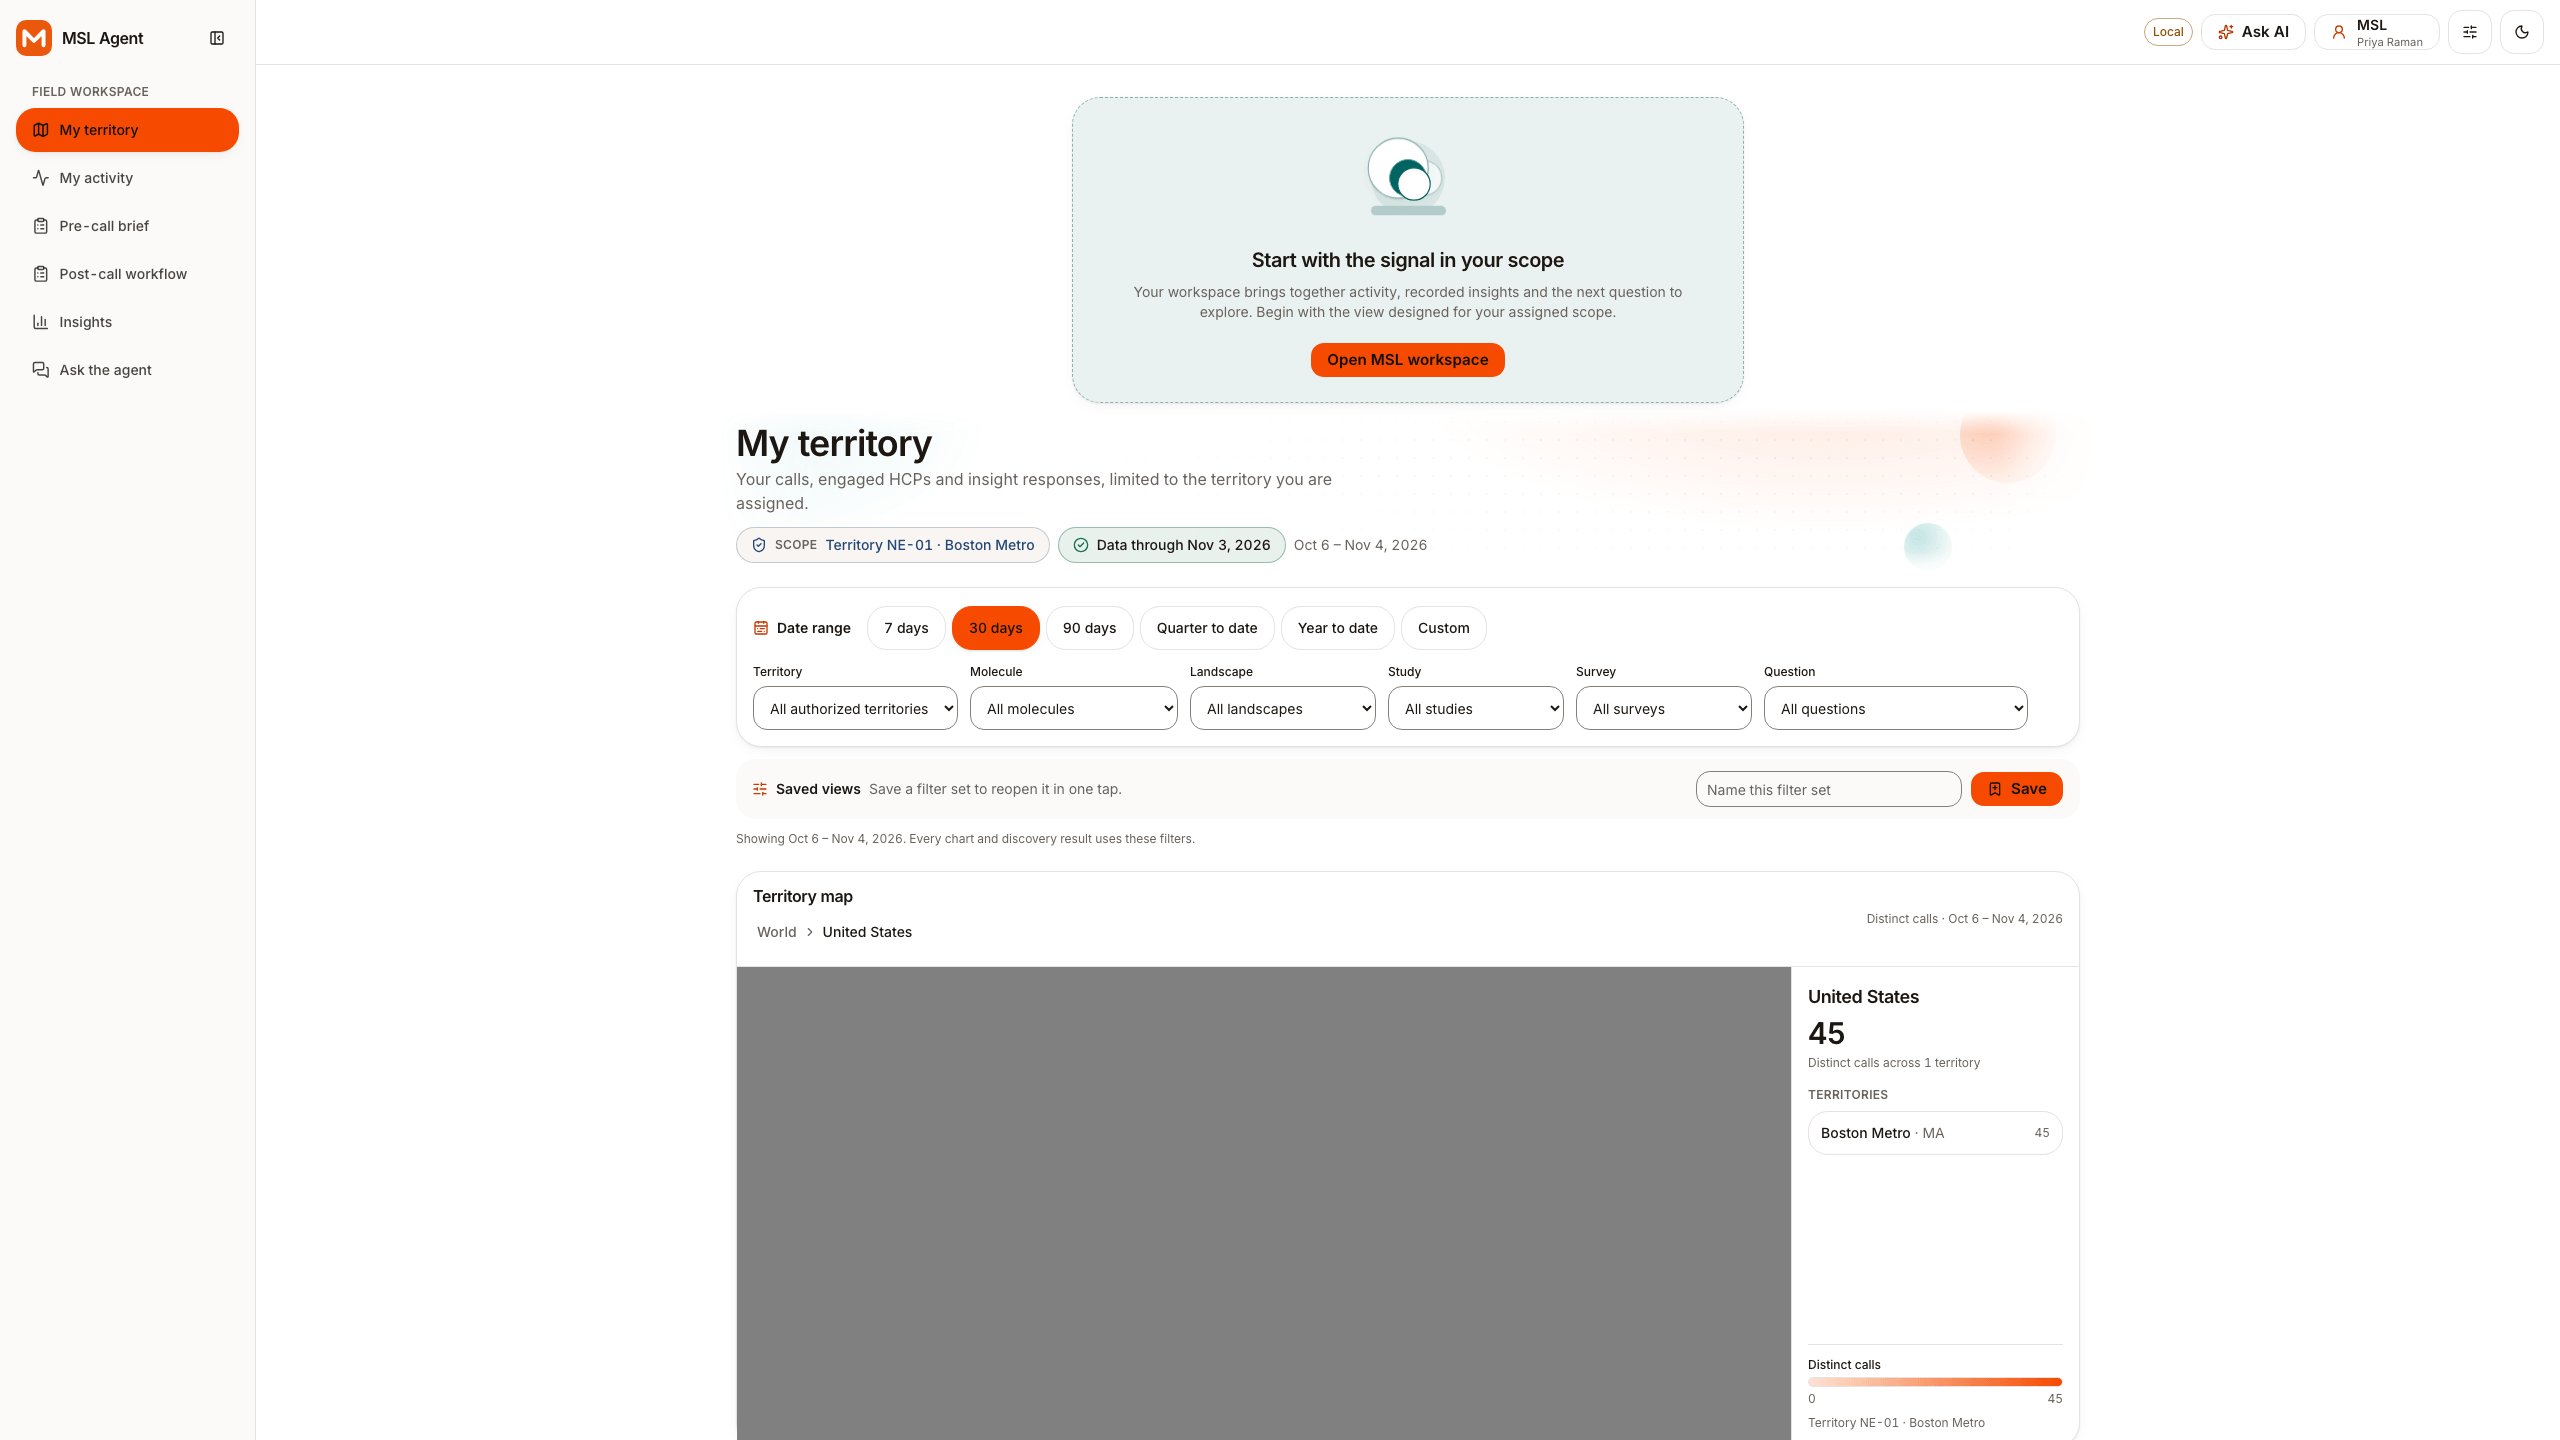 MSL Agent
FIELD WORKSPACE
My territory
My activity
Pre-call brief
Post-call workflow
Insights
Ask the agent
Local
Ask AI
MSL
Priya Raman
Start with the signal in your scope
Your workspace brings together activity, recorded insights and the next question to
explore. Begin with the view designed for your assigned scope.
Open MSL workspace
My territory
Your calls, engaged HCPs and insight responses, limited to the territory you are
assigned.
SCOPE Territory NE-01 · Boston Metro
Data through Nov 3, 2026
Oct 6 – Nov 4, 2026
Date range
7 days
30 days
90 days
Quarter to date
Year to date
Custom
Territory
Molecule
Landscape
Study
Survey
Question
All authorized territories
All molecules
All landscapes
All studies
All surveys
All questions
Saved views
Save a filter set to reopen it in one tap.
Name this filter set
Save
Showing Oct 6 – Nov 4, 2026. Every chart and discovery result uses these filters.
Territory map
World > United States
Distinct calls · Oct 6 – Nov 4, 2026
United States
45
Distinct calls across 1 territory
TERRITORIES
Boston Metro · MA
45
Distinct calls
0
45
Territory NE-01 · Boston Metro